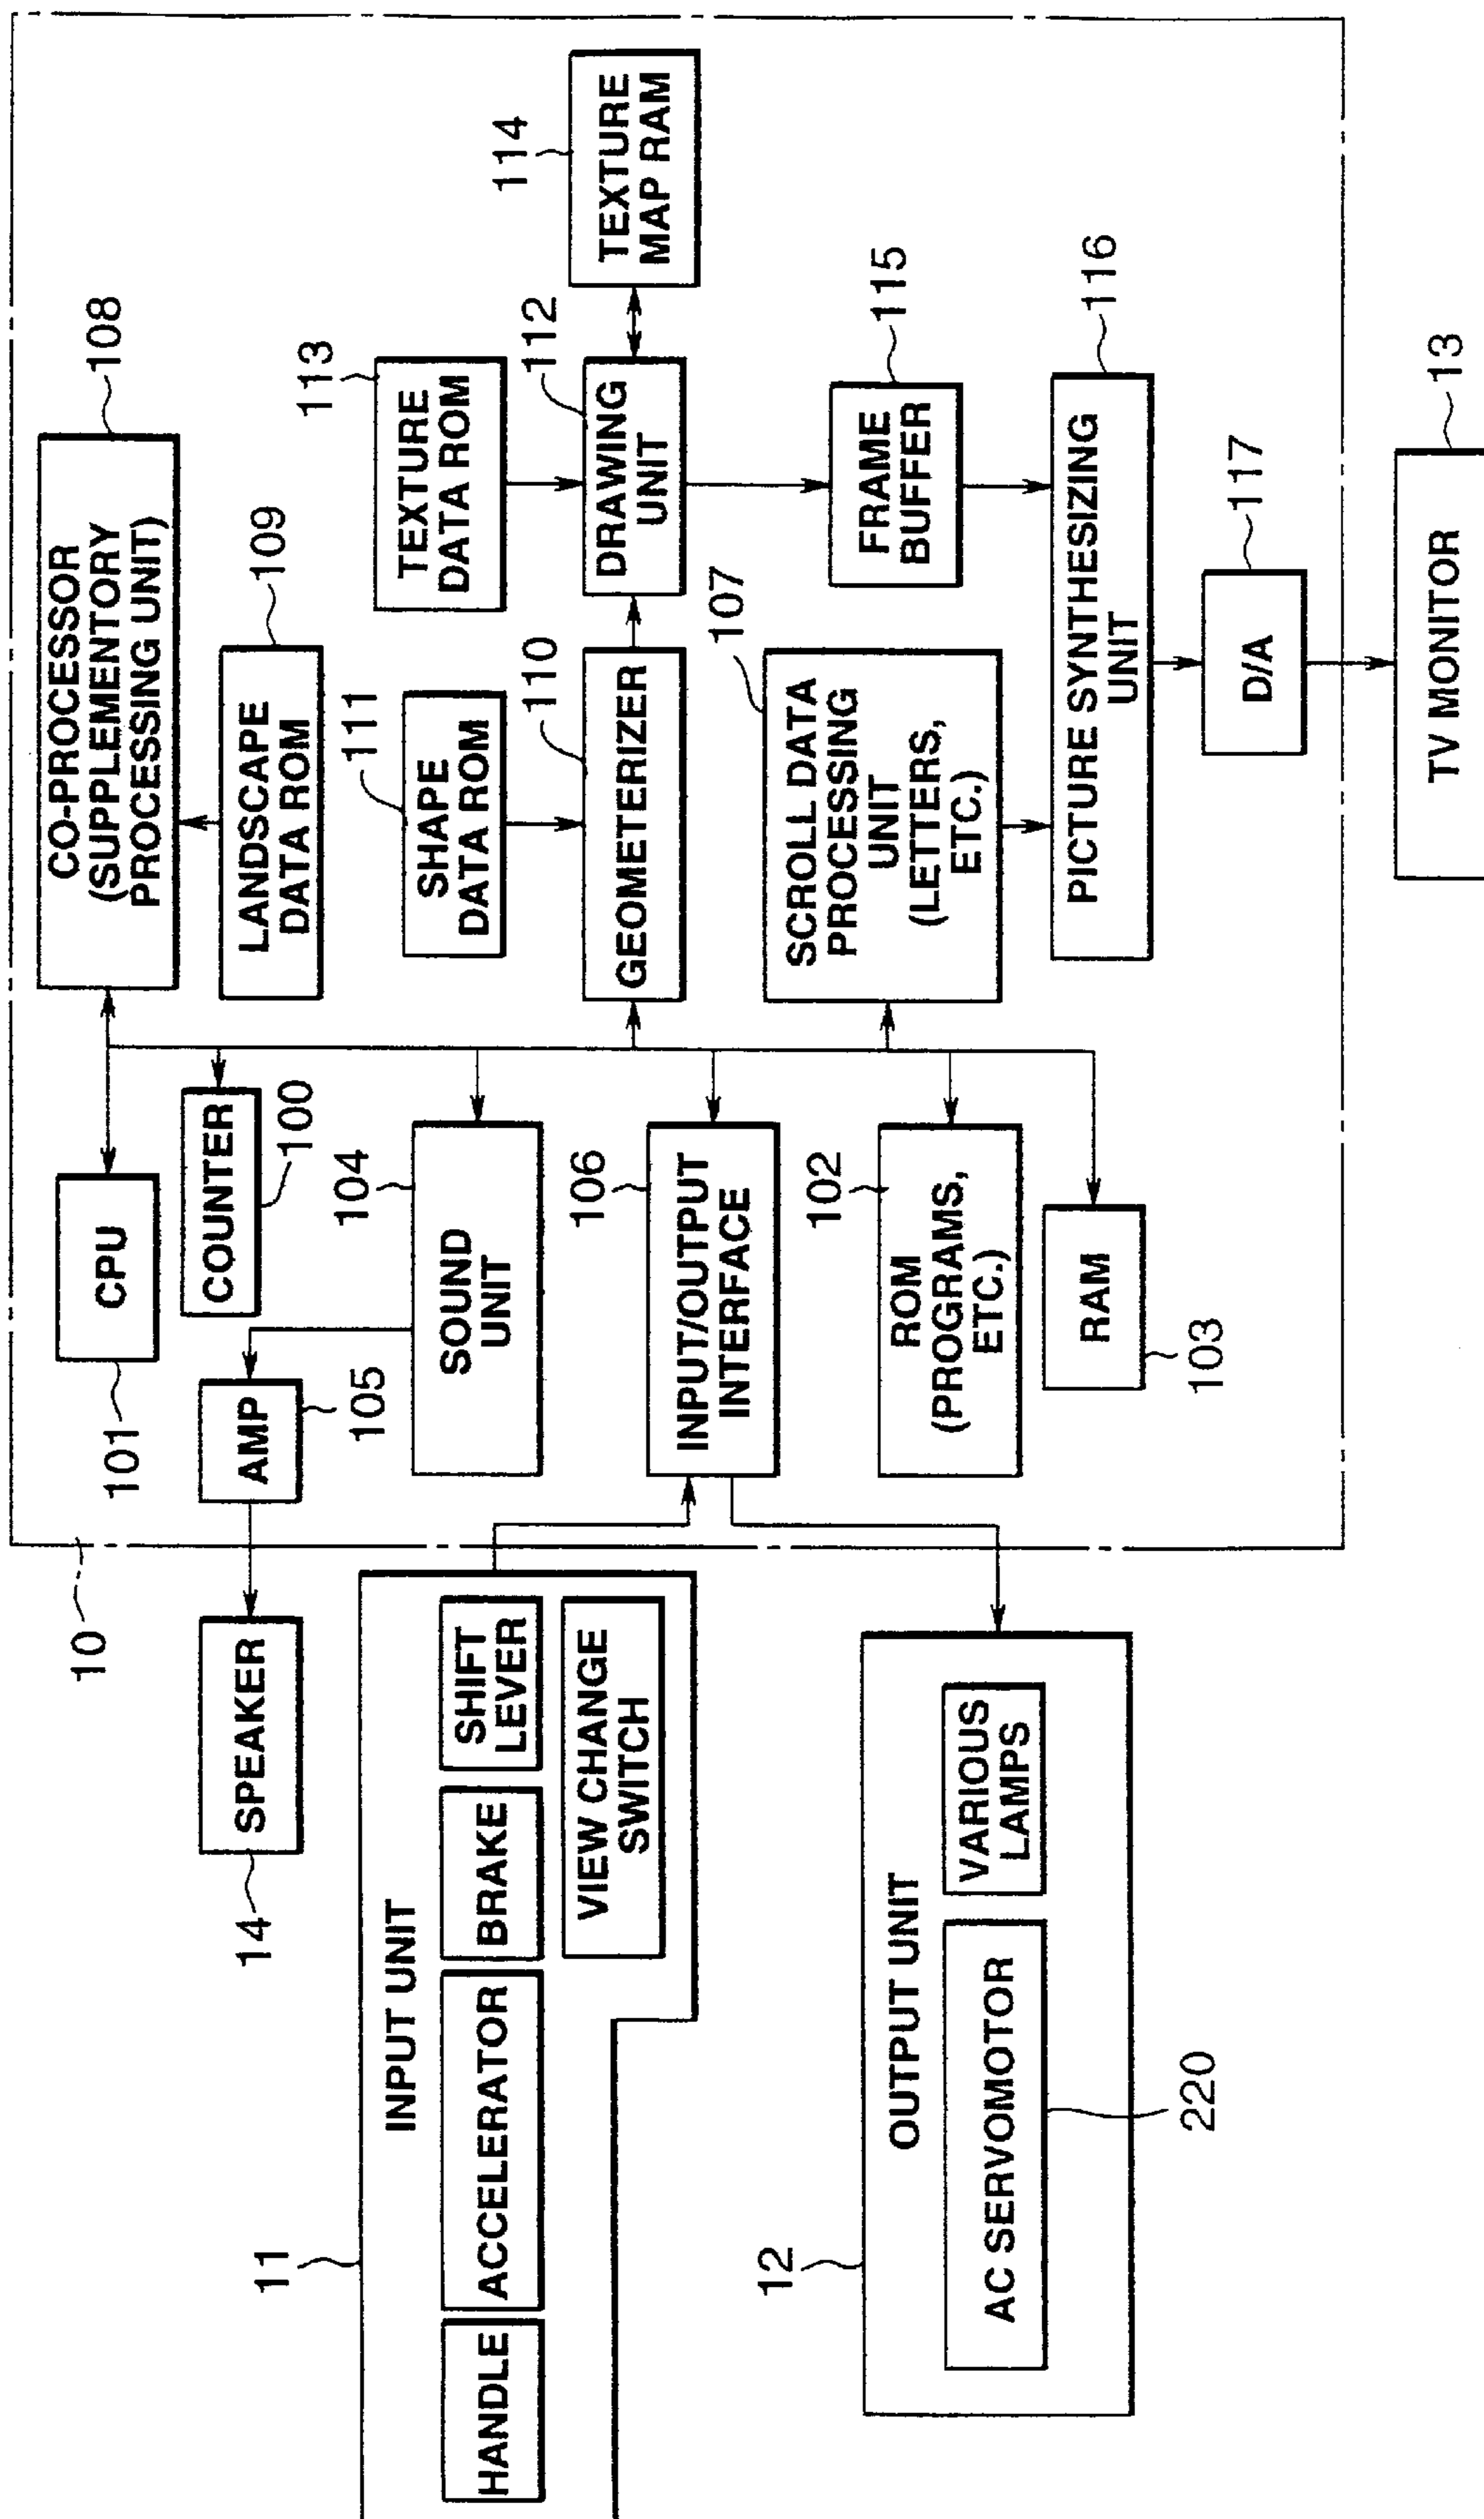 10
101
CPU
COUNTER
100
CO-PROCESSOR
(SUPPLEMENTORY
PROCESSING UNIT)
108
LANDSCAPE
DATA ROM
109
14
SPEAKER
AMP
105
SOUND
UNIT
104
SHAPE
DATA ROM
111
TEXTURE
DATA ROM
113
11
INPUT UNIT
HANDLE
ACCELERATOR
BRAKE
SHIFT
LEVER
VIEW CHANGE
SWITCH
INPUT/OUTPUT
INTERFACE
106
GEOMETERIZER
110
DRAWING
UNIT
112
TEXTURE
MAP RAM
114
12
OUTPUT UNIT
AC SERVOMOTOR
VARIOUS
LAMPS
220
ROM
(PROGRAMS,
ETC.)
102
RAM
103
SCROLL DATA
PROCESSING
UNIT
(LETTERS,
ETC.)
107
FRAME
BUFFER
115
PICTURE SYNTHESIZING
UNIT
116
D/A
117
TV MONITOR
13